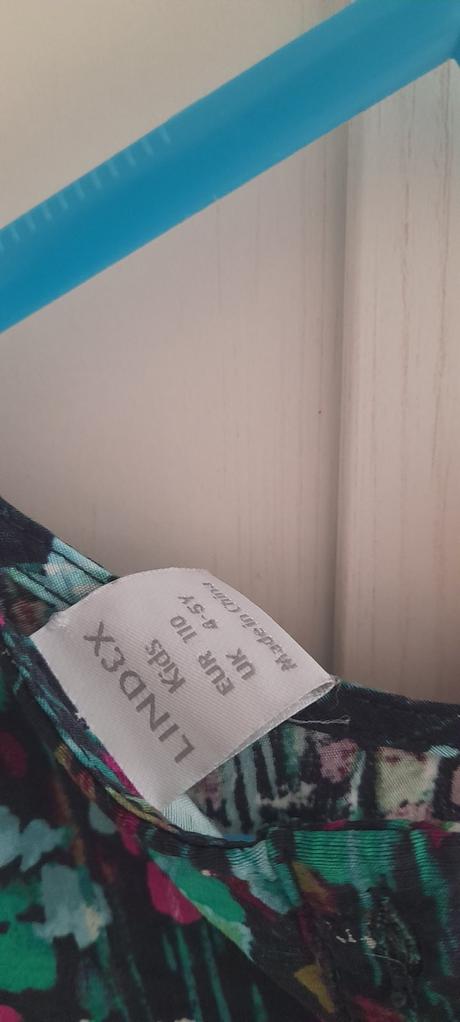 LINDEX
Kids
EUR 110
UK 4-5Y
Made in China